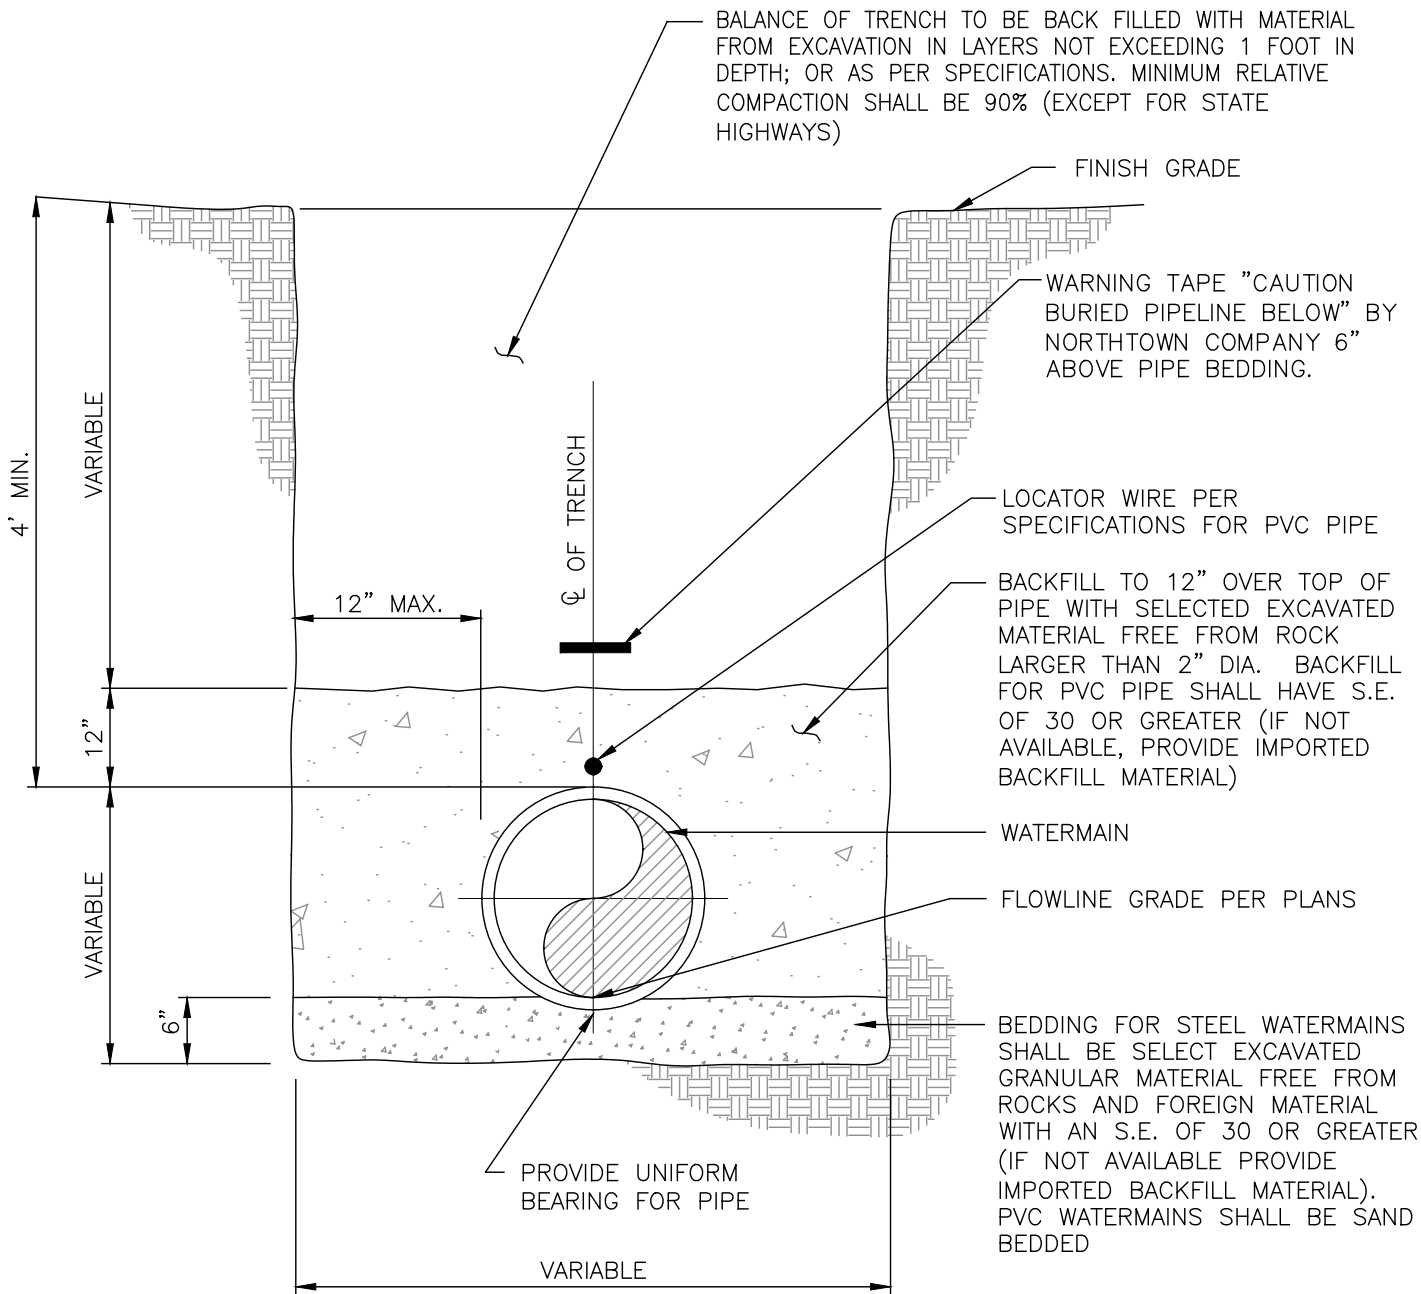 BALANCE OF TRENCH TO BE BACK FILLED WITH MATERIAL
FROM EXCAVATION IN LAYERS NOT EXCEEDING 1 FOOT IN
DEPTH; OR AS PER SPECIFICATIONS. MINIMUM RELATIVE
COMPACTION SHALL BE 90% (EXCEPT FOR STATE
HIGHWAYS)
FINISH GRADE
WARNING TAPE "CAUTION
BURIED PIPELINE BELOW" BY
NORTHTOWN COMPANY 6"
ABOVE PIPE BEDDING.
4' MIN.
VARIABLE
℄ OF TRENCH
LOCATOR WIRE PER
SPECIFICATIONS FOR PVC PIPE
12" MAX.
BACKFILL TO 12" OVER TOP OF
PIPE WITH SELECTED EXCAVATED
MATERIAL FREE FROM ROCK
LARGER THAN 2" DIA. BACKFILL
FOR PVC PIPE SHALL HAVE S.E.
OF 30 OR GREATER (IF NOT
AVAILABLE, PROVIDE IMPORTED
BACKFILL MATERIAL)
12"
WATERMAIN
VARIABLE
FLOWLINE GRADE PER PLANS
6"
BEDDING FOR STEEL WATERMAINS
SHALL BE SELECT EXCAVATED
GRANULAR MATERIAL FREE FROM
ROCKS AND FOREIGN MATERIAL
WITH AN S.E. OF 30 OR GREATER
(IF NOT AVAILABLE PROVIDE
IMPORTED BACKFILL MATERIAL).
PVC WATERMAINS SHALL BE SAND
BEDDED
PROVIDE UNIFORM
BEARING FOR PIPE
VARIABLE